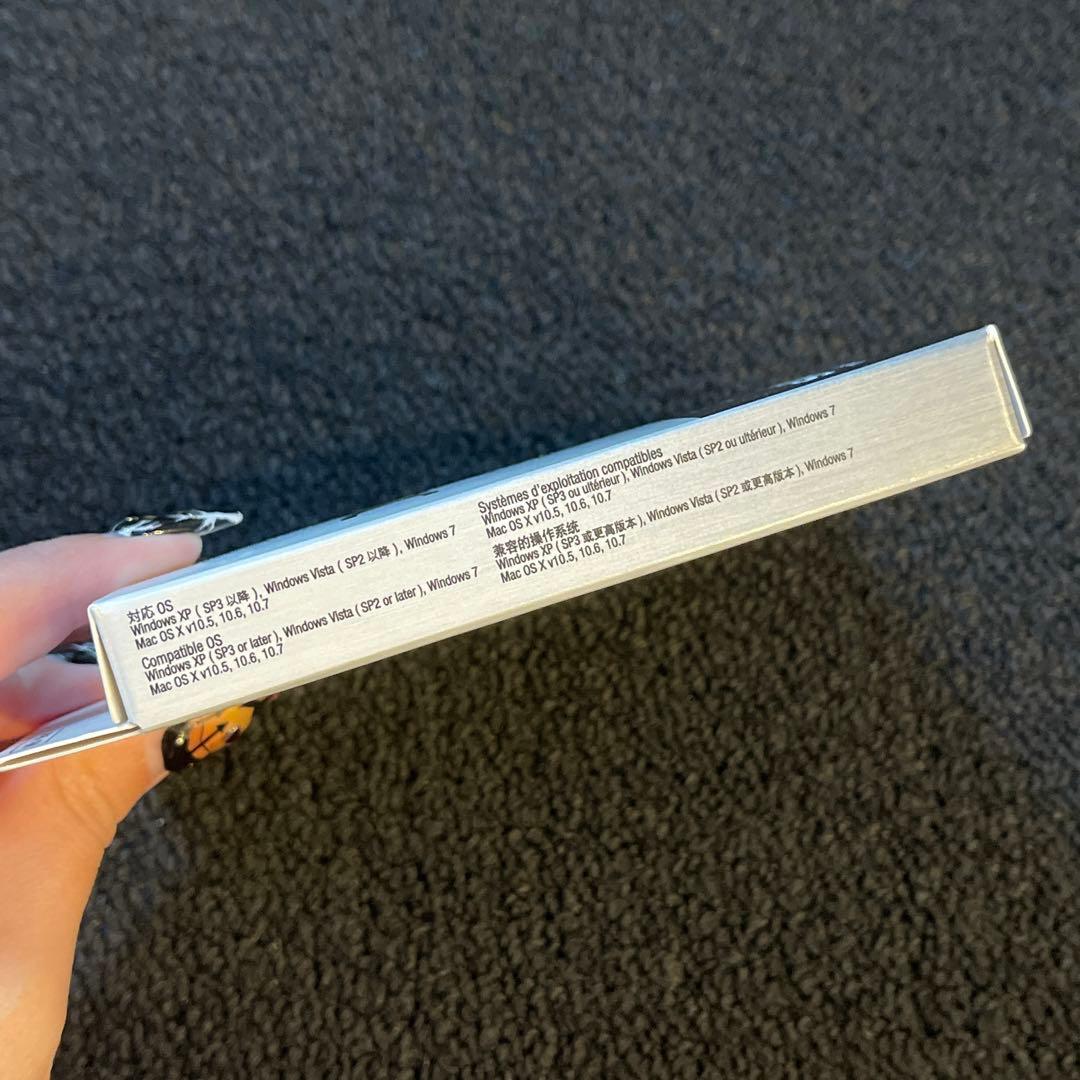 対応 OS
Windows XP ( SP3 以降 ), Windows Vista ( SP2 以降 ), Windows 7
Mac OS X v10.5, 10.6, 10.7
Compatible OS
Windows XP ( SP3 or later ), Windows Vista ( SP2 or later ), Windows 7
Mac OS X v10.5, 10.6, 10.7
Systèmes d'exploitation compatibles
Windows XP ( SP3 ou ultérieur ), Windows Vista ( SP2 ou ultérieur ), Windows 7
Mac OS X v10.5, 10.6, 10.7
兼容的操作系统
Windows XP ( SP3 或更高版本 ), Windows Vista ( SP2 或更高版本 ), Windows 7
Mac OS X v10.5, 10.6, 10.7